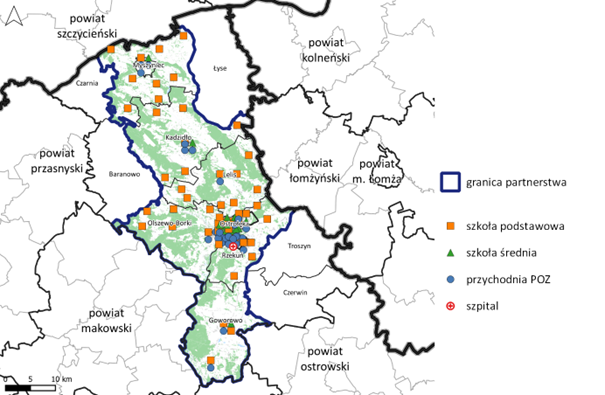 powiat
szczycieński
powiat
kolneński
Łyse
Myszyniec
Czarnia
Kadzidło
powiat
przasnyski
Baranowo
Lelis
powiat
łomżyński
powiat
m. Łomża
granica partnerstwa
Olszewo-Borki
Ostrołęka
szkoła podstawowa
Troszyn
Rzekuń
szkoła średnia
przychodnia POZ
Czerwin
szpital
powiat
makowski
Goworowo
powiat
ostrowski
0 5 10 km